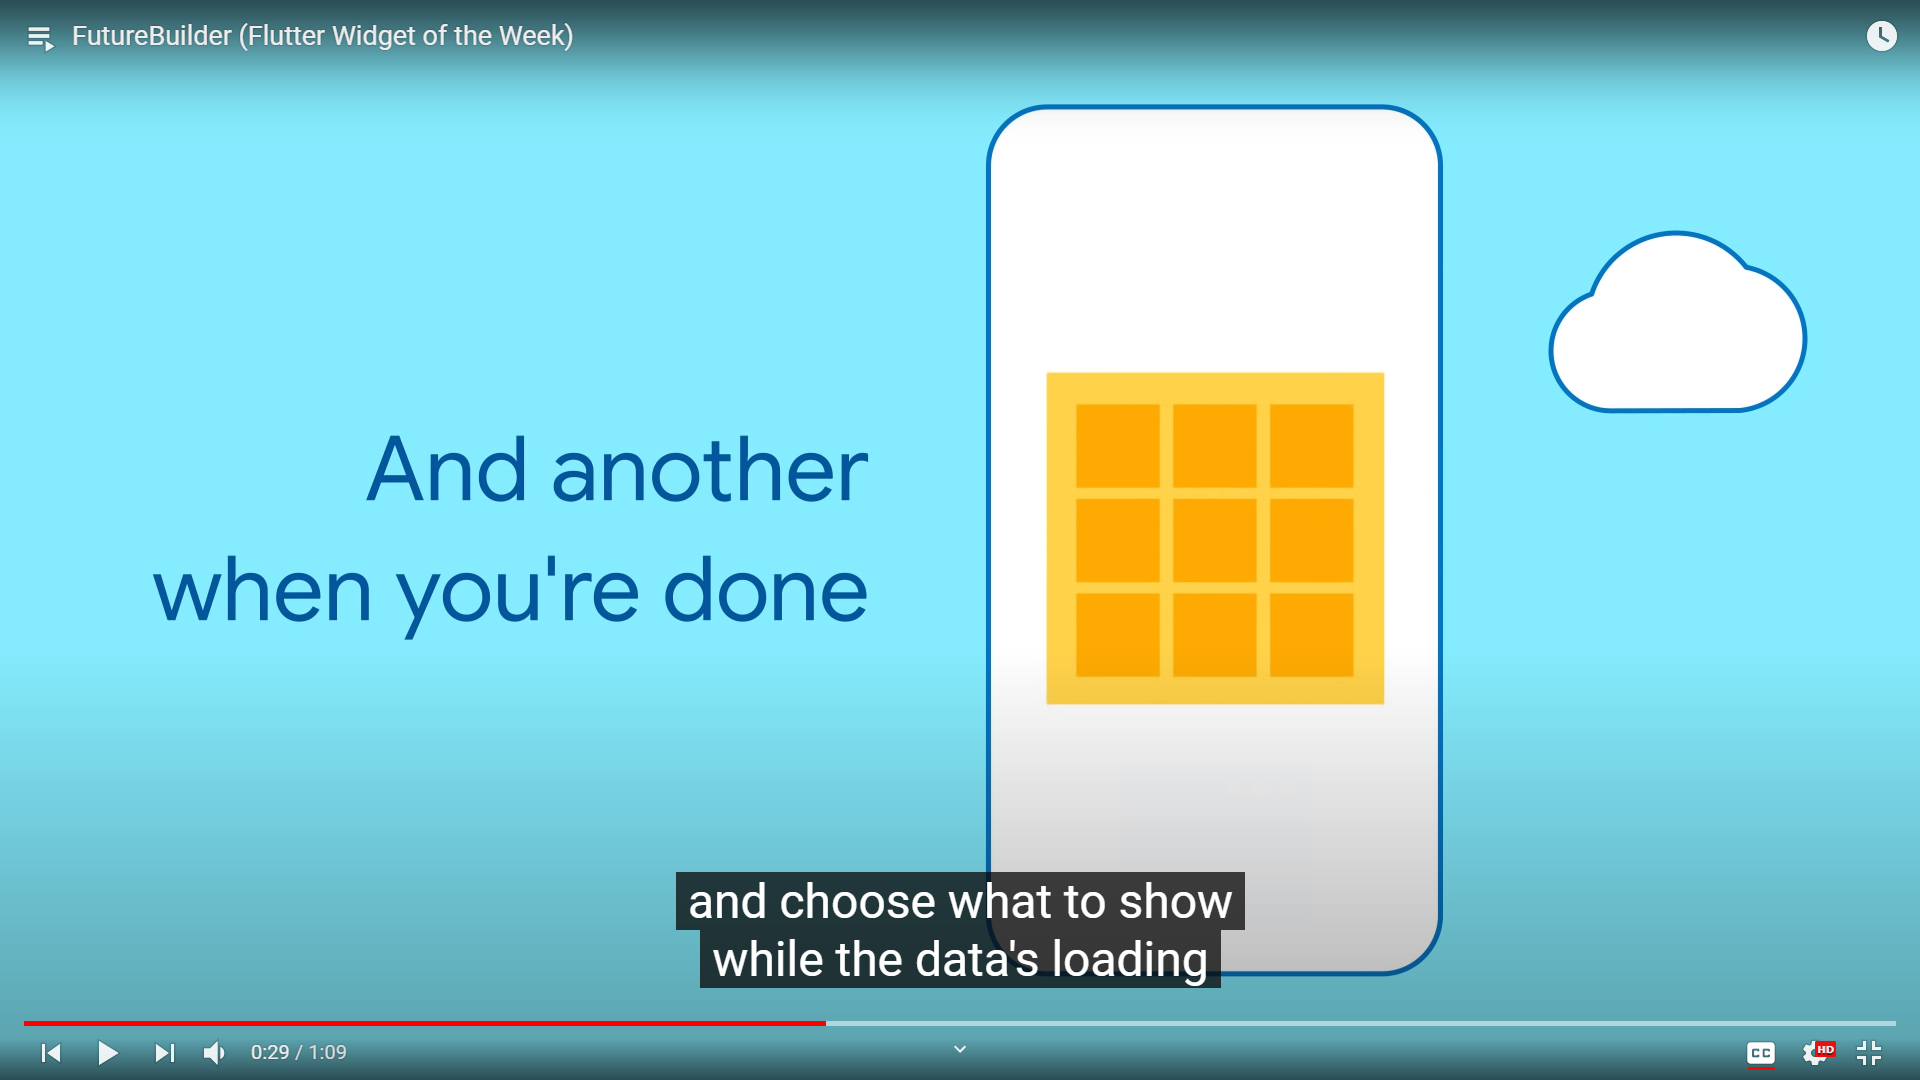 FutureBuilder (Flutter Widget of the Week)
And another
when you're done
and choose what to show
while the data's loading
0:29 / 1:09
CC
HD